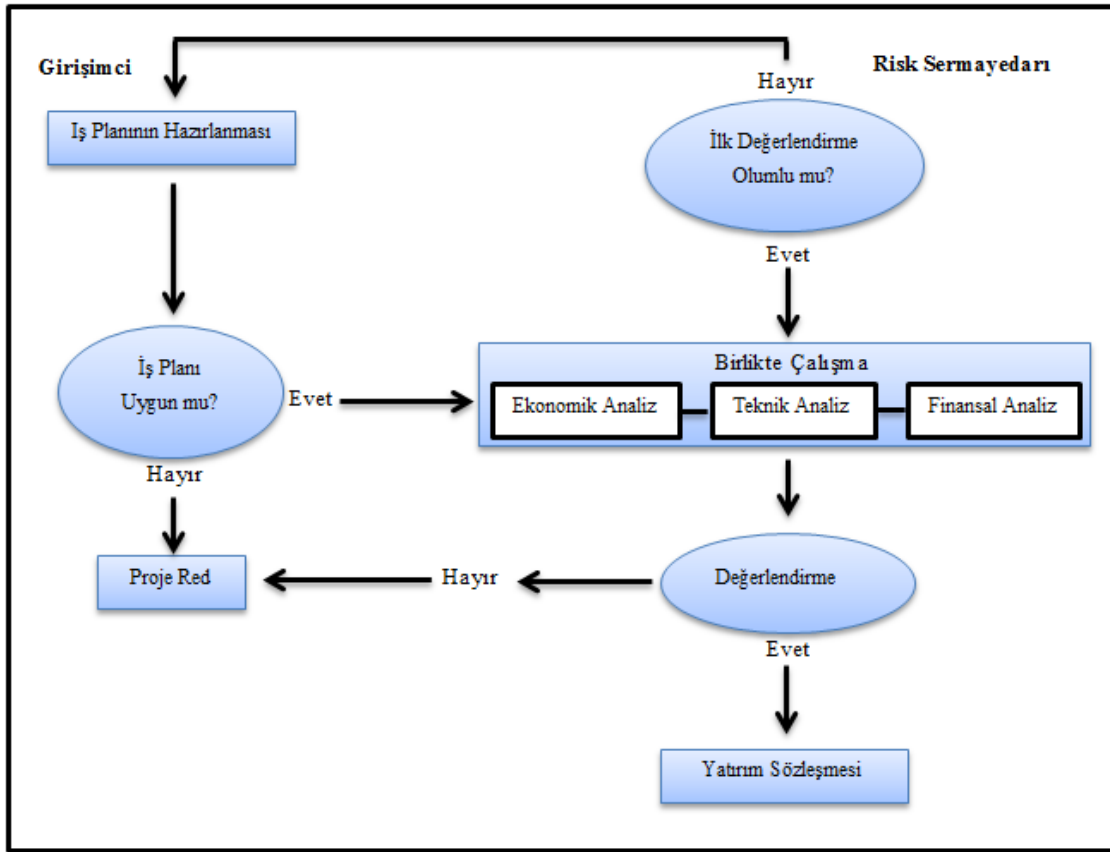 Girişimci
Risk Sermayedarı
Hayır
İş Planının Hazırlanması
İlk Değerlendirme
Olumlu mu?
Evet
İş Planı
Uygun mu?
Evet
Birlikte Çalışma
Ekonomik Analiz
Teknik Analiz
Finansal Analiz
Hayır
Proje Red
Hayır
Değerlendirme
Evet
Yatırım Sözleşmesi